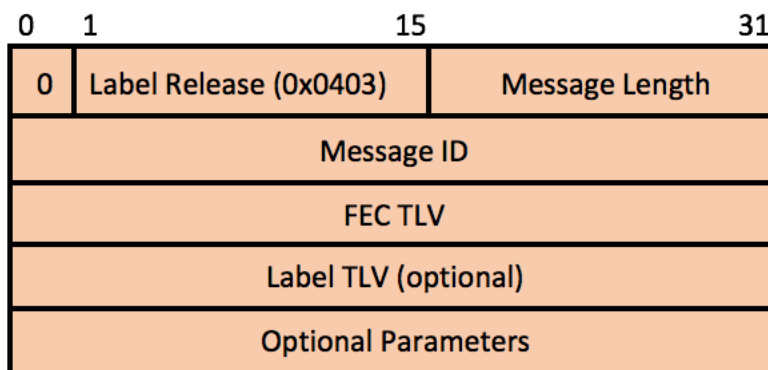 0 1 15 31
0 Label Release (0x0403) Message Length
Message ID
FEC TLV
Label TLV (optional)
Optional Parameters